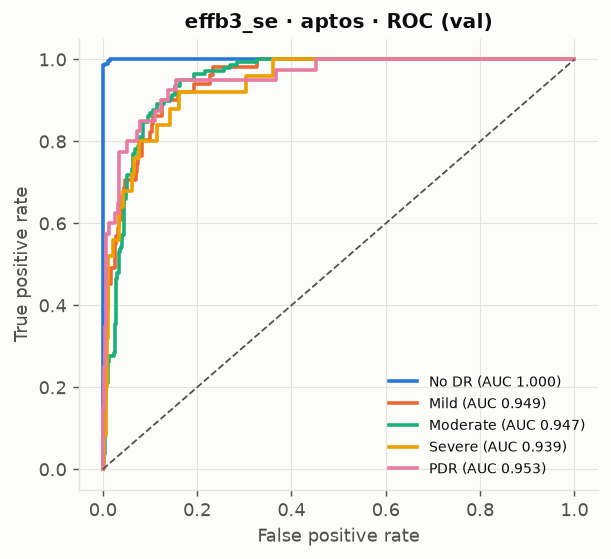 effb3_se · aptos · ROC (val)
True positive rate
1.0
0.8
0.6
0.4
0.2
0.0
No DR (AUC 1.000)
Mild (AUC 0.949)
Moderate (AUC 0.947)
Severe (AUC 0.939)
PDR (AUC 0.953)
0.0 0.2 0.4 0.6 0.8 1.0
False positive rate